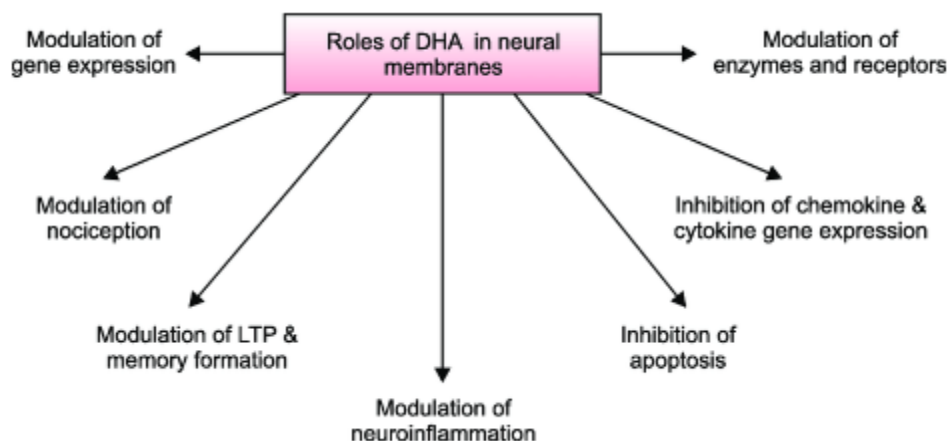 Roles of DHA in neural
membranes
Modulation of
gene expression
Modulation of
enzymes and receptors
Modulation of
nociception
Inhibition of chemokine &
cytokine gene expression
Modulation of LTP &
memory formation
Inhibition of
apoptosis
Modulation of
neuroinflammation